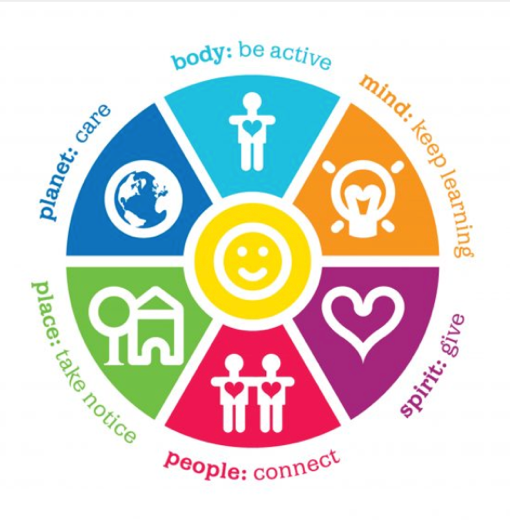 body: be active
mind: keep learning
spirit: give
people: connect
place: take notice
planet: care